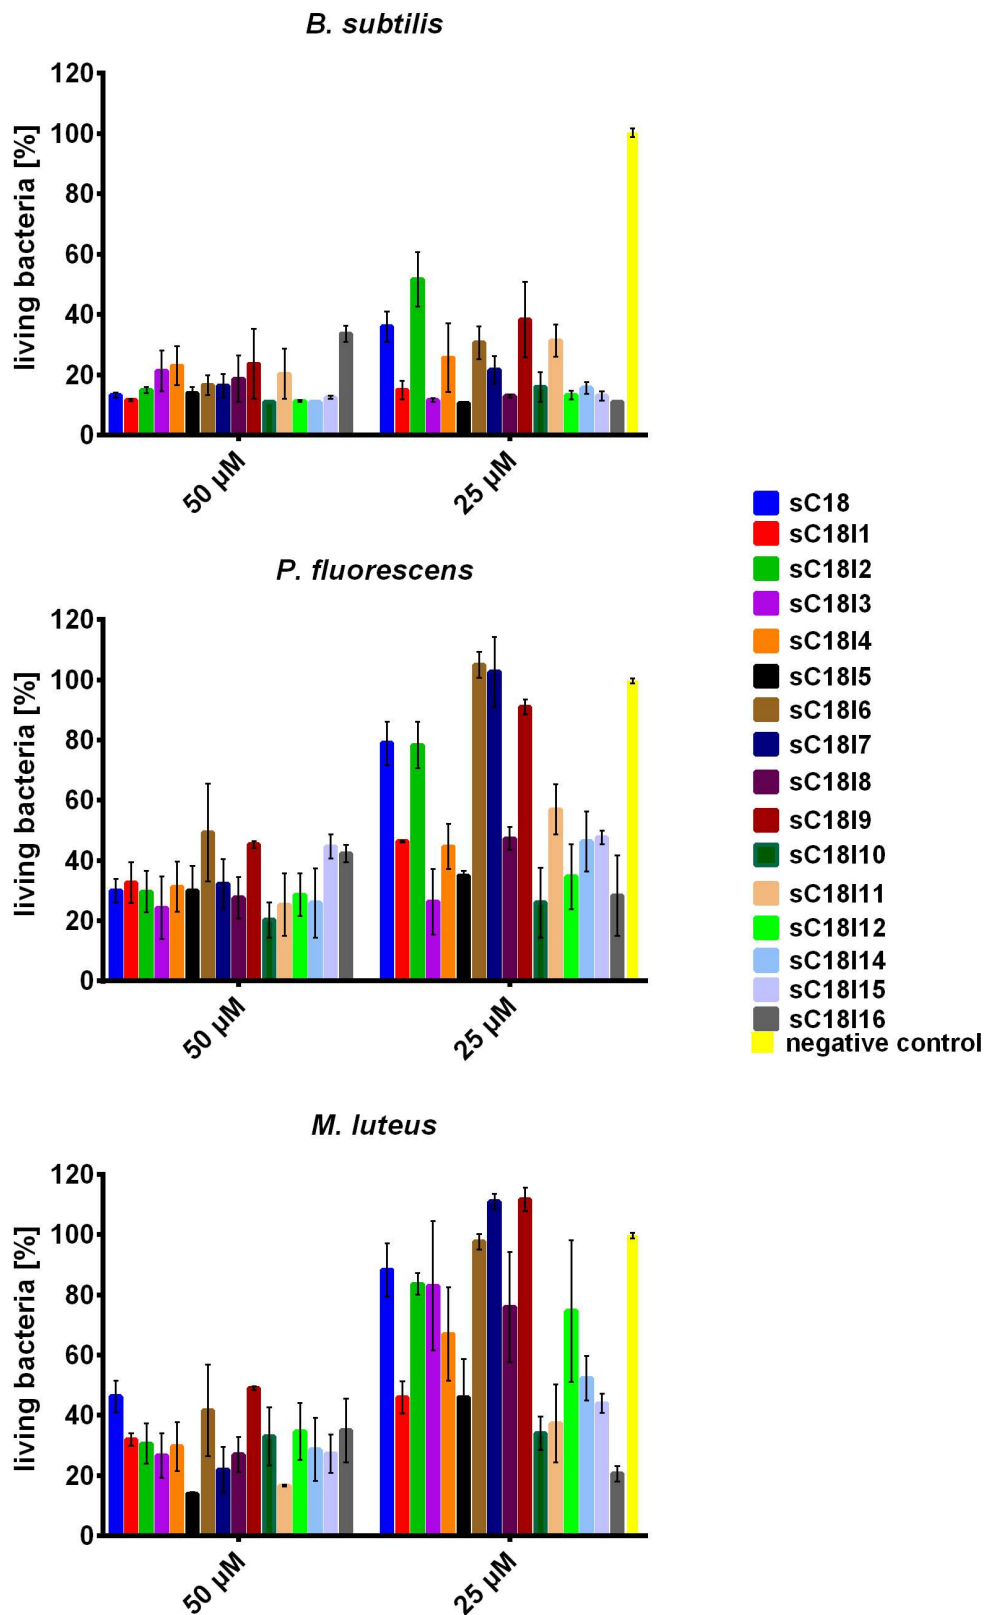 B. subtilis
living bacteria [%]
120
100
80
60
40
20
0
50 µM
25 µM
P. fluorescens
living bacteria [%]
120
100
80
60
40
20
0
50 µM
25 µM
sC18
sC18I1
sC18I2
sC18I3
sC18I4
sC18I5
sC18I6
sC18I7
sC18I8
sC18I9
sC18I10
sC18I11
sC18I12
sC18I14
sC18I15
sC18I16
negative control
M. luteus
living bacteria [%]
120
100
80
60
40
20
0
50 µM
25 µM